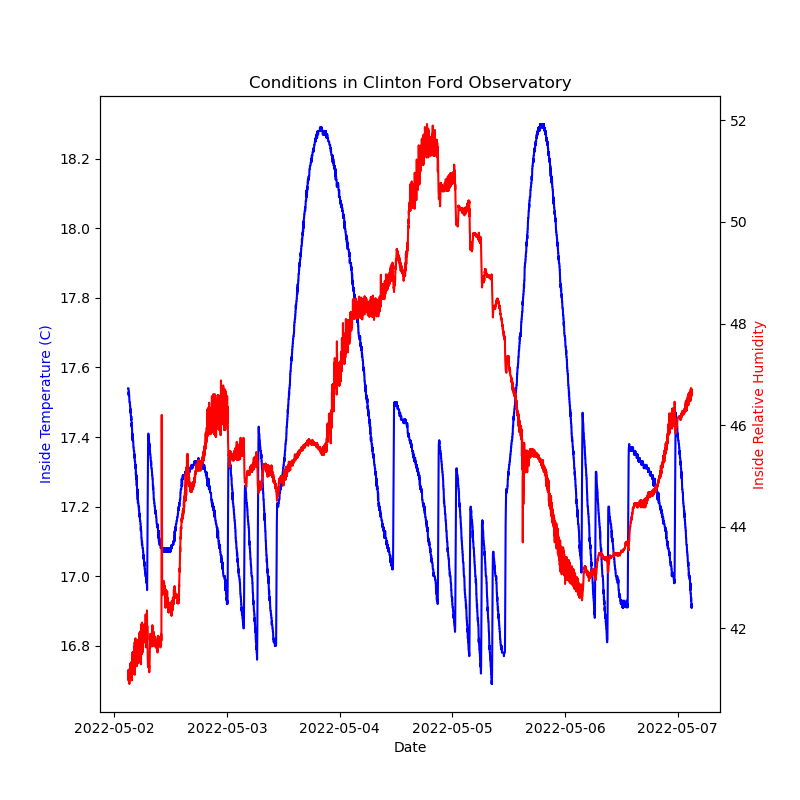 Conditions in Clinton Ford Observatory
18.2
18.0
17.8
17.6
17.4
17.2
17.0
16.8
Inside Temperature (C)
52
50
48
46
44
42
Inside Relative Humidity
2022-05-02 2022-05-03 2022-05-04 2022-05-05 2022-05-06 2022-05-07
Date